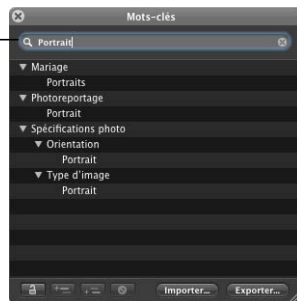 Mots-clés
Portrait
Mariage
Portraits
Photoreportage
Portrait
Spécifications photo
Orientation
Portrait
Type d'image
Portrait
Importer... Exporter...